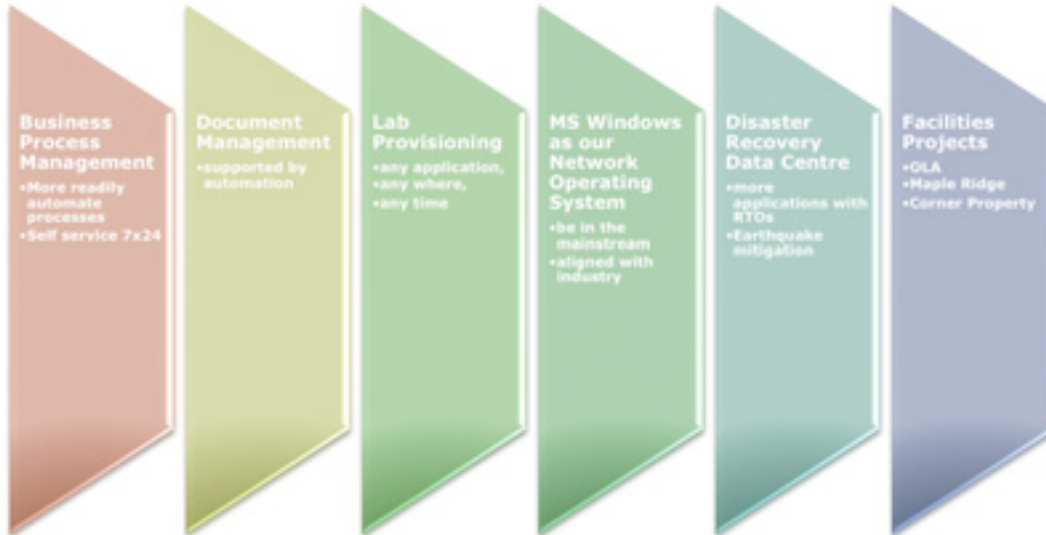 Business
Process
Management
•More readily
automate
processes
•Self service 7x24
Document
Management
•supported by
automation
Lab
Provisioning
•any application,
•any where,
•any time
MS Windows
as our
Network
Operating
System
•be in the
mainstream
•aligned with
industry
Disaster
Recovery
Data Centre
•more
applications with
RTOs
•Earthquake
mitigation
Facilities
Projects
•OLA
•Maple Ridge
•Corner Property